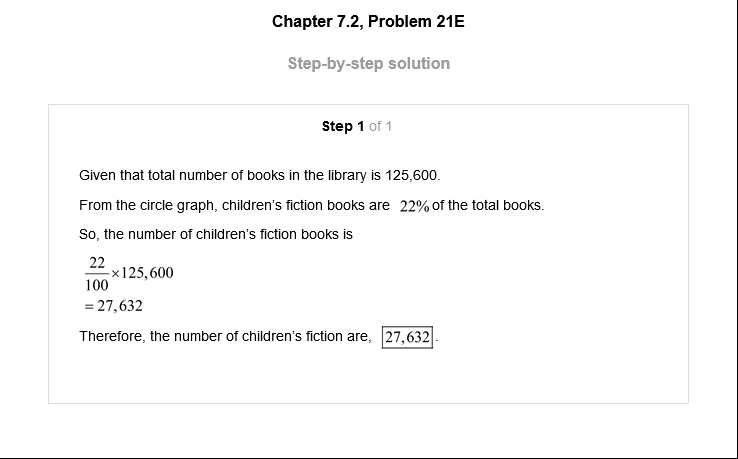 Chapter 7.2, Problem 21E
Step-by-step solution
Step 1 of 1
Given that total number of books in the library is 125,600.
From the circle graph, children's fiction books are 22% of the total books.
So, the number of children's fiction books is
22
100 ×125,600
= 27,632
Therefore, the number of children's fiction are, 27,632.